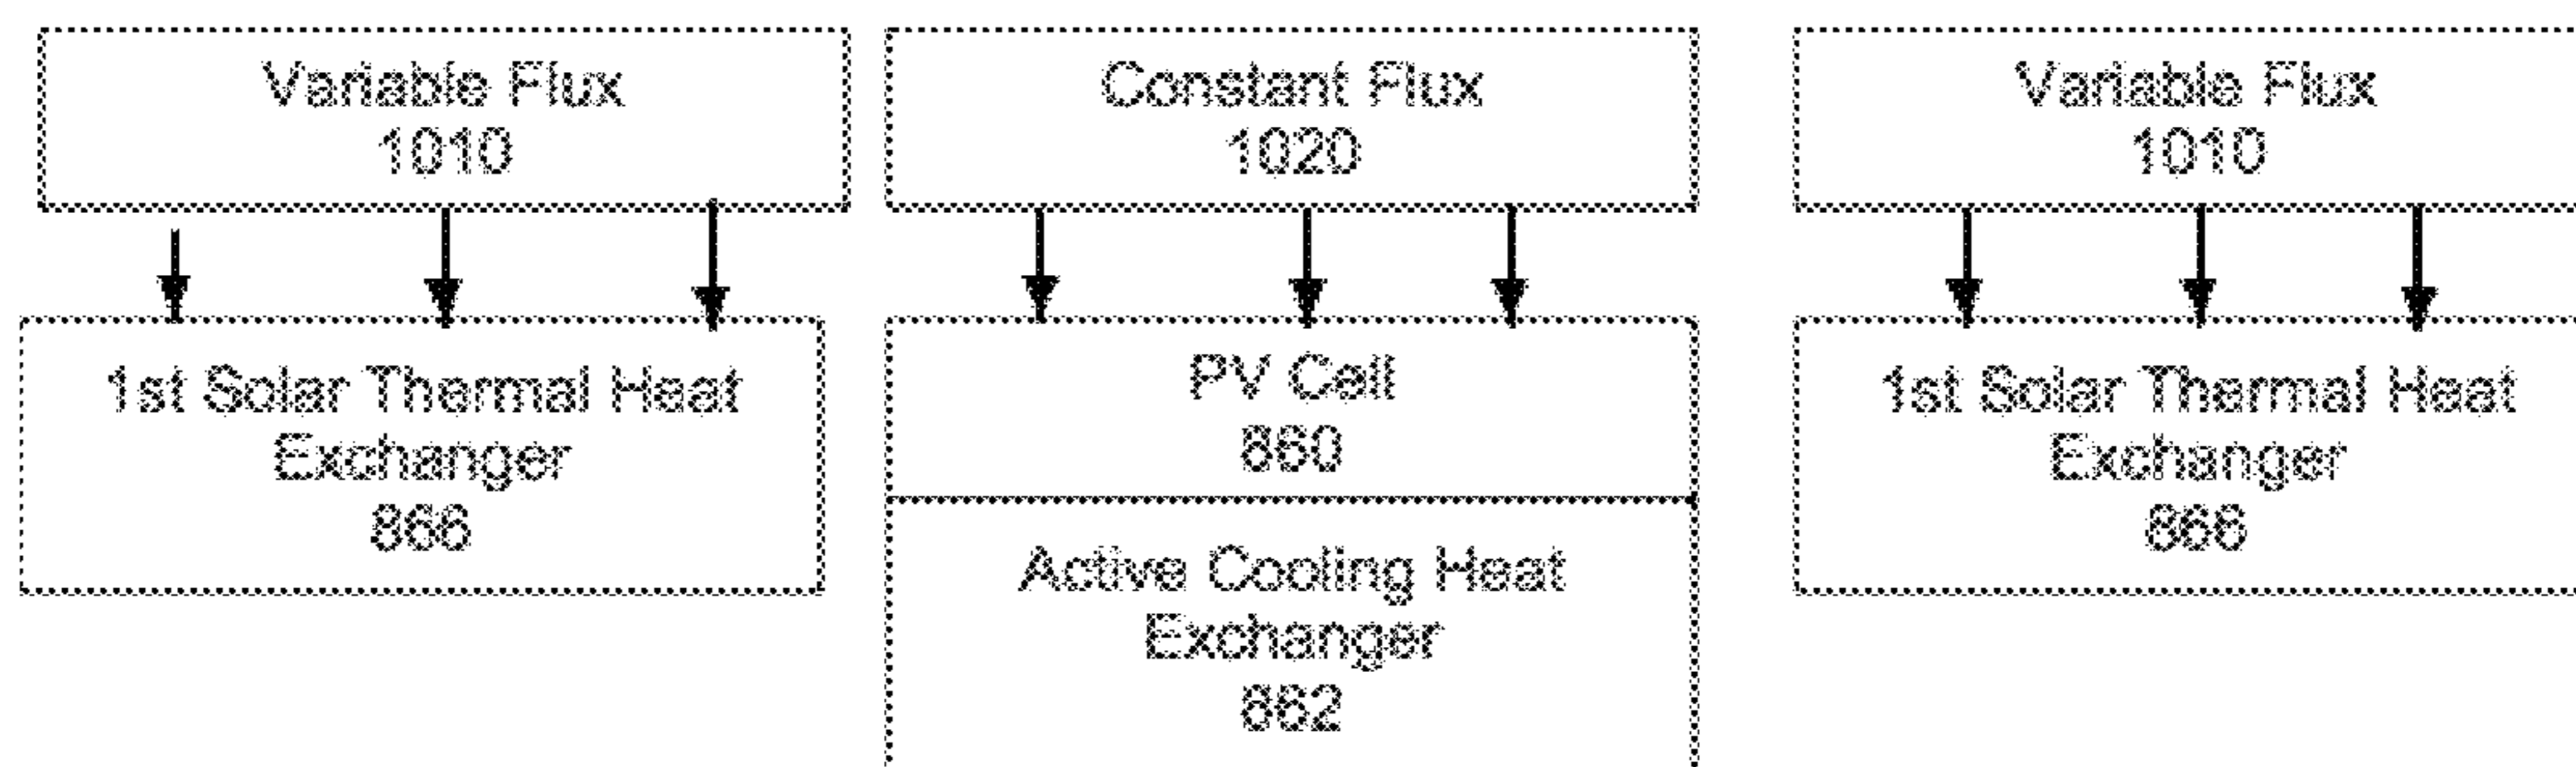 Variable Flux
1010
Constant Flux
1020
Variable Flux
1010
1st Solar Thermal Heat
Exchanger
866
PV Cell
860
Active Cooling Heat
Exchanger
862
1st Solar Thermal Heat
Exchanger
866